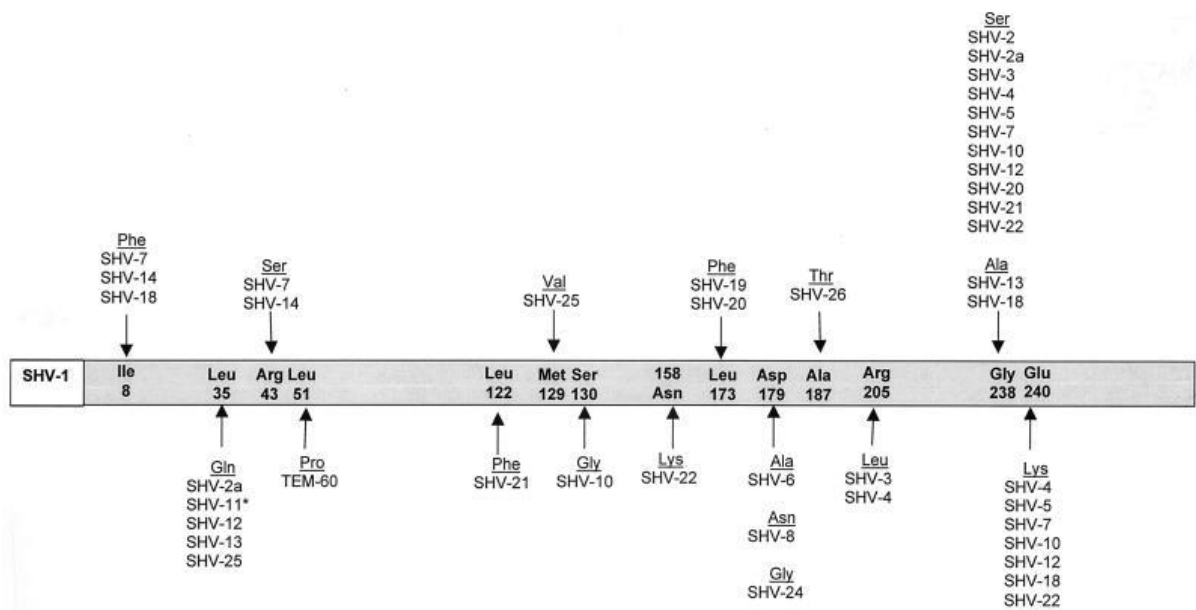 Ser
SHV-2
SHV-2a
SHV-3
SHV-4
SHV-5
SHV-7
SHV-10
SHV-12
SHV-20
SHV-21
SHV-22
Phe
SHV-7
SHV-14
SHV-18
Ser
SHV-7
SHV-14
Val
SHV-25
Phe
SHV-19
SHV-20
Thr
SHV-26
Ala
SHV-13
SHV-18
SHV-1
Ile
8
Leu
35
Arg
43
Leu
51
Leu
122
Met
129
Ser
130
158
Asn
Leu
173
Asp
179
Ala
187
Arg
205
Gly
238
Glu
240
Gln
SHV-2a
SHV-11*
SHV-12
SHV-13
SHV-25
Pro
TEM-60
Phe
SHV-21
Gly
SHV-10
Lys
SHV-22
Ala
SHV-6
Asn
SHV-8
Gly
SHV-24
Leu
SHV-3
SHV-4
Lys
SHV-4
SHV-5
SHV-7
SHV-10
SHV-12
SHV-18
SHV-22